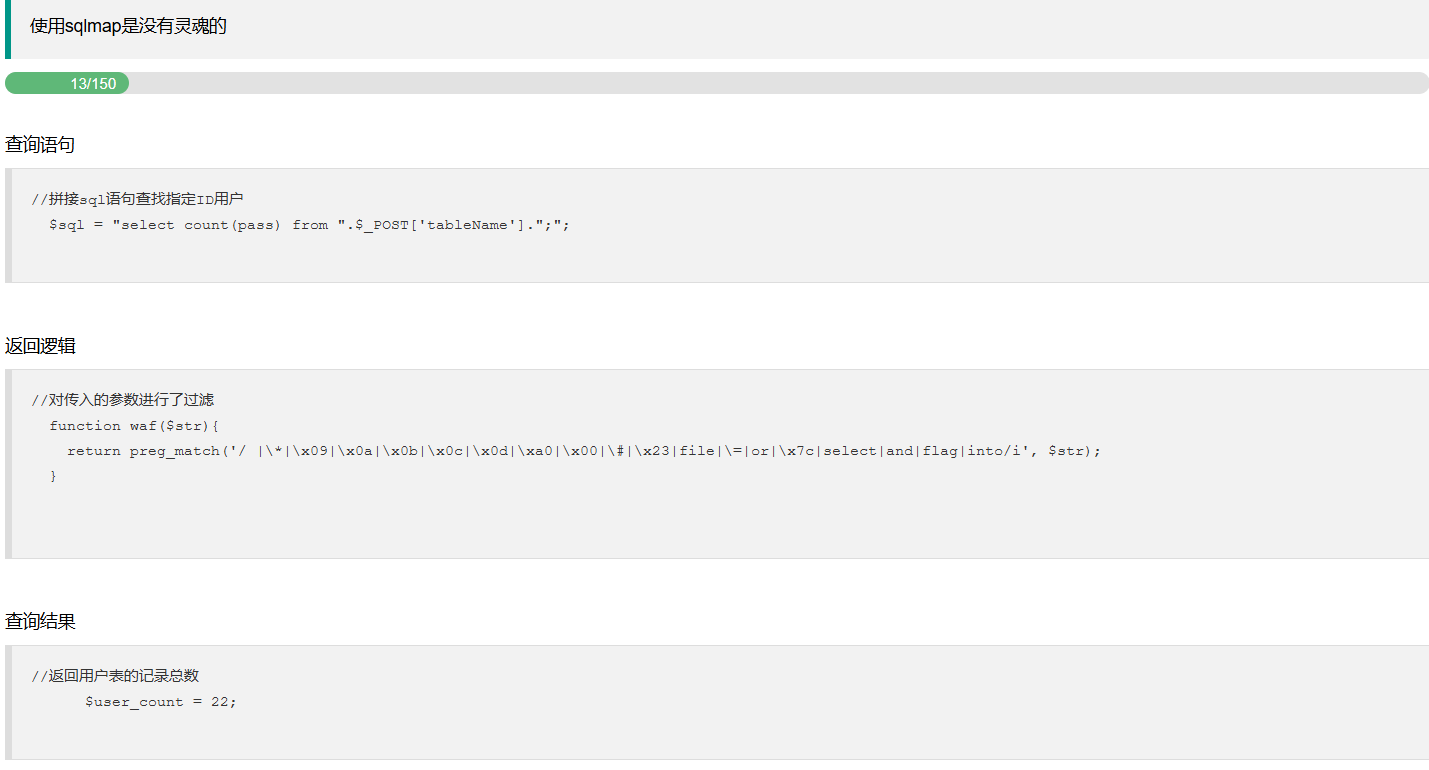 使用sqlmap是没有灵魂的
13/150
查询语句
//拼接sql语句查找指定ID用户
$sql = "select count(pass) from ".$_POST['tableName'].";";
返回逻辑
//对传入的参数进行了过滤
function waf($str){
return preg_match('/ |\*|\x09|\x0a|\x0b|\x0c|\x0d|\xa0|\x00|\#|\x23|file|\=|or|\x7c|select|and|flag|into/i', $str);
}
查询结果
//返回用户表的记录总数
$user_count = 22;